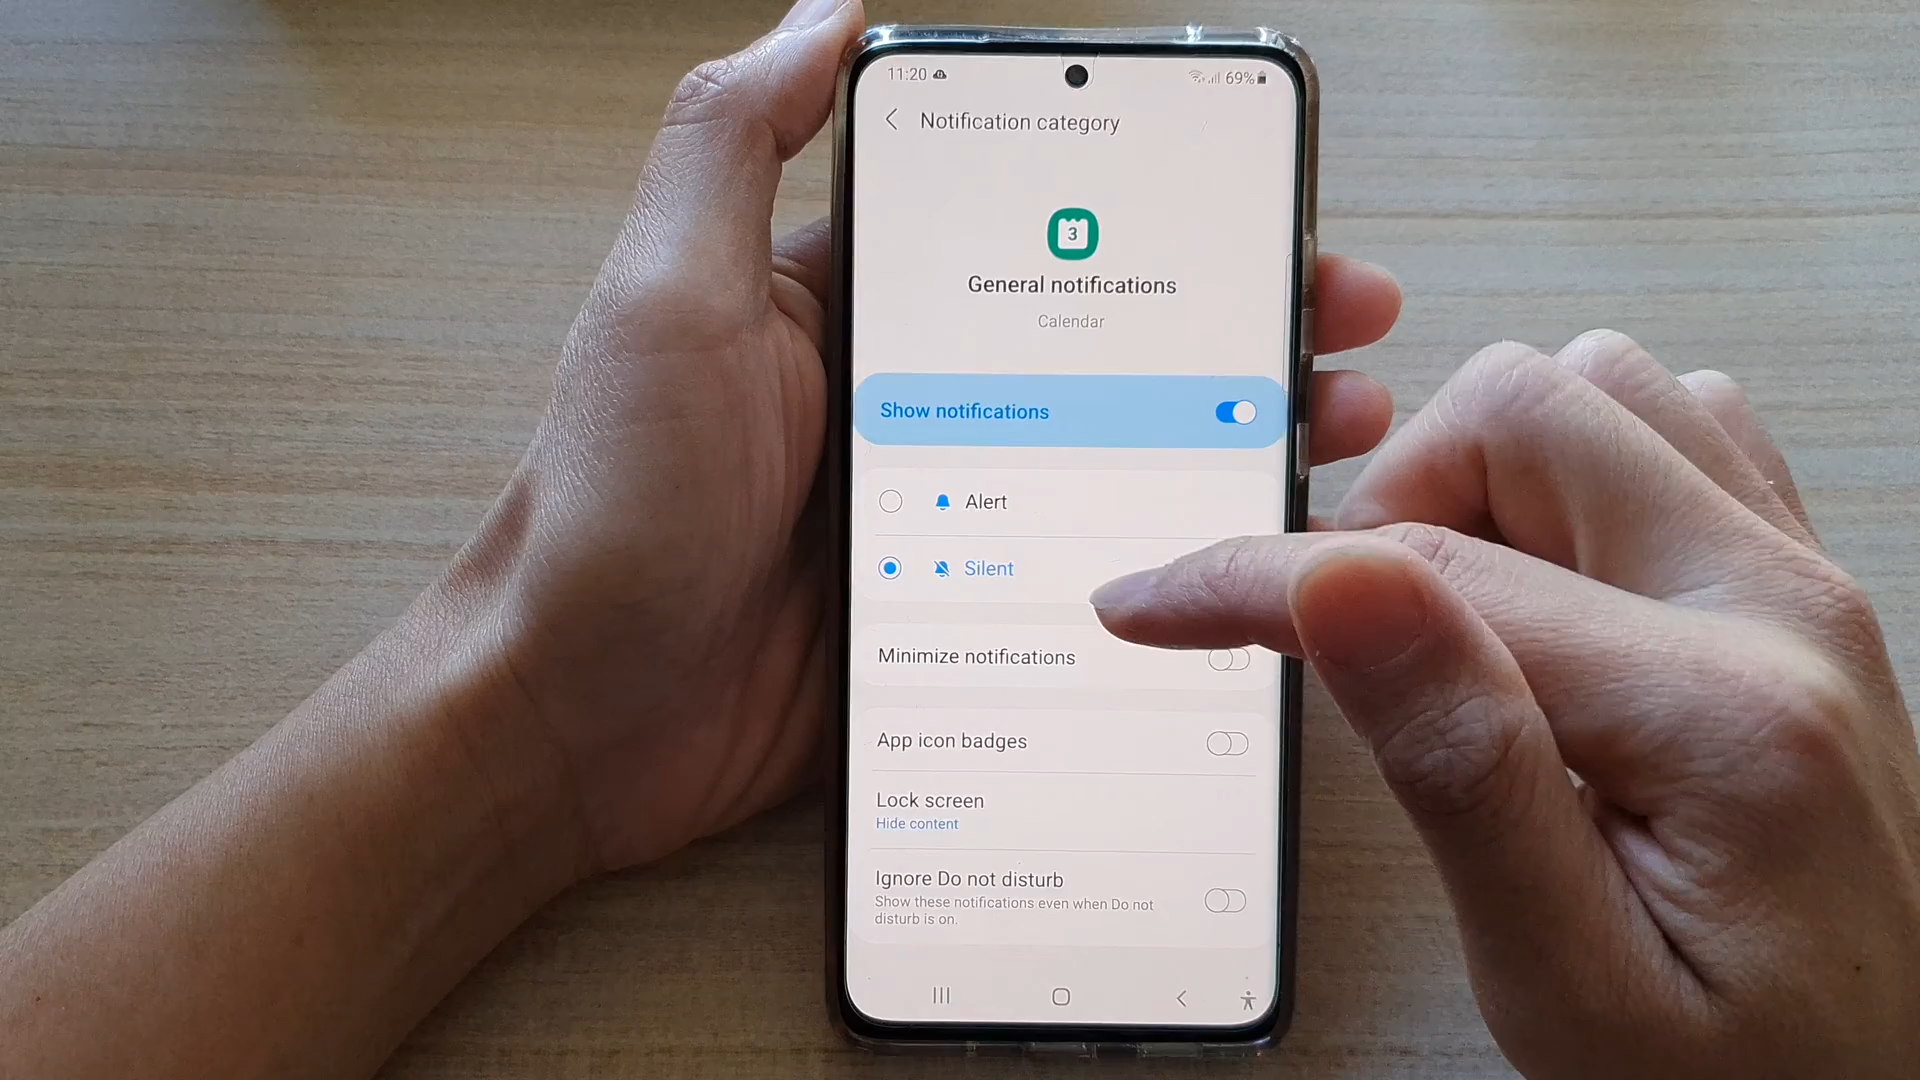 11:20
69%
Notification category
3
General notifications
Calendar
Show notifications
Alert
Silent
Minimize notifications
App icon badges
Lock screen
Hide content
Ignore Do not disturb
Show these notifications even when Do not
disturb is on.